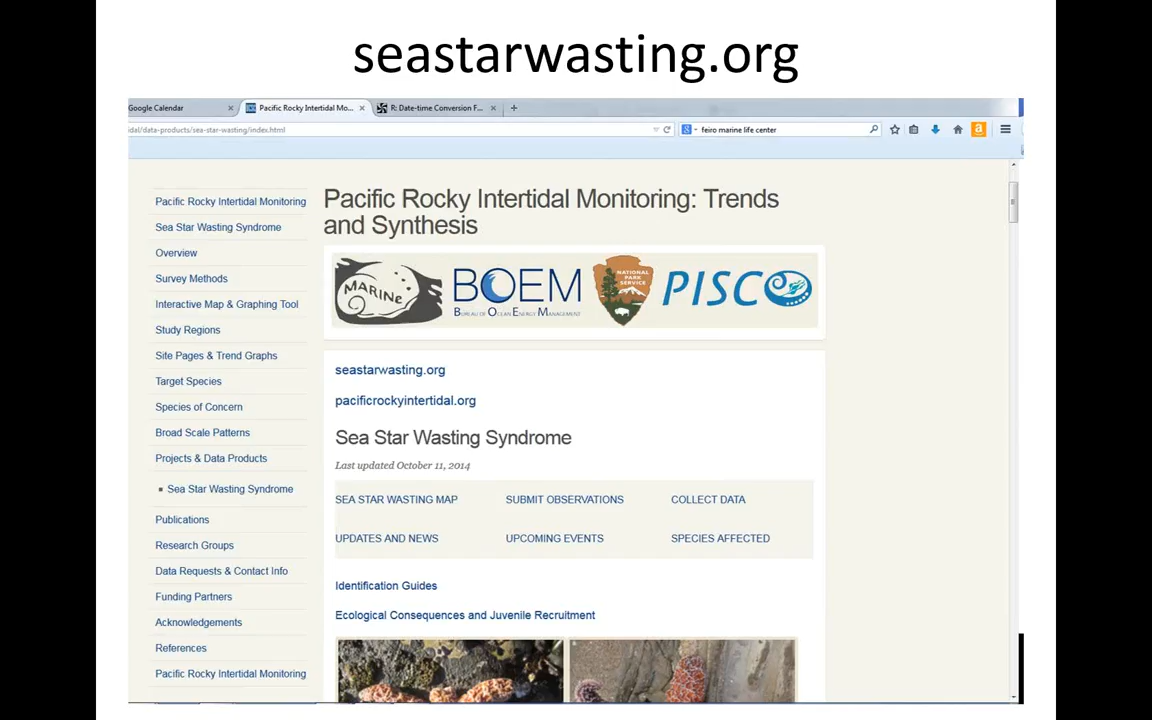 seastarwasting.org
Google Calendar
Pacific Rocky Intertidal Mo...
R: Date-time Conversion F...
idal/data-products/sea-star-wasting/index.html
feiro marine life center
Pacific Rocky Intertidal Monitoring
Sea Star Wasting Syndrome
Overview
Survey Methods
Interactive Map & Graphing Tool
Study Regions
Site Pages & Trend Graphs
Target Species
Species of Concern
Broad Scale Patterns
Projects & Data Products
Sea Star Wasting Syndrome
Publications
Research Groups
Data Requests & Contact Info
Funding Partners
Acknowledgements
References
Pacific Rocky Intertidal Monitoring
Pacific Rocky Intertidal Monitoring: Trends
and Synthesis
MARINe
BOEM
BUREAU OF OCEAN ENERGY MANAGEMENT
NATIONAL
PARK
SERVICE
PISCO
seastarwasting.org
pacificrockyintertidal.org
Sea Star Wasting Syndrome
Last updated October 11, 2014
SEA STAR WASTING MAP SUBMIT OBSERVATIONS COLLECT DATA
UPDATES AND NEWS UPCOMING EVENTS SPECIES AFFECTED
Identification Guides
Ecological Consequences and Juvenile Recruitment